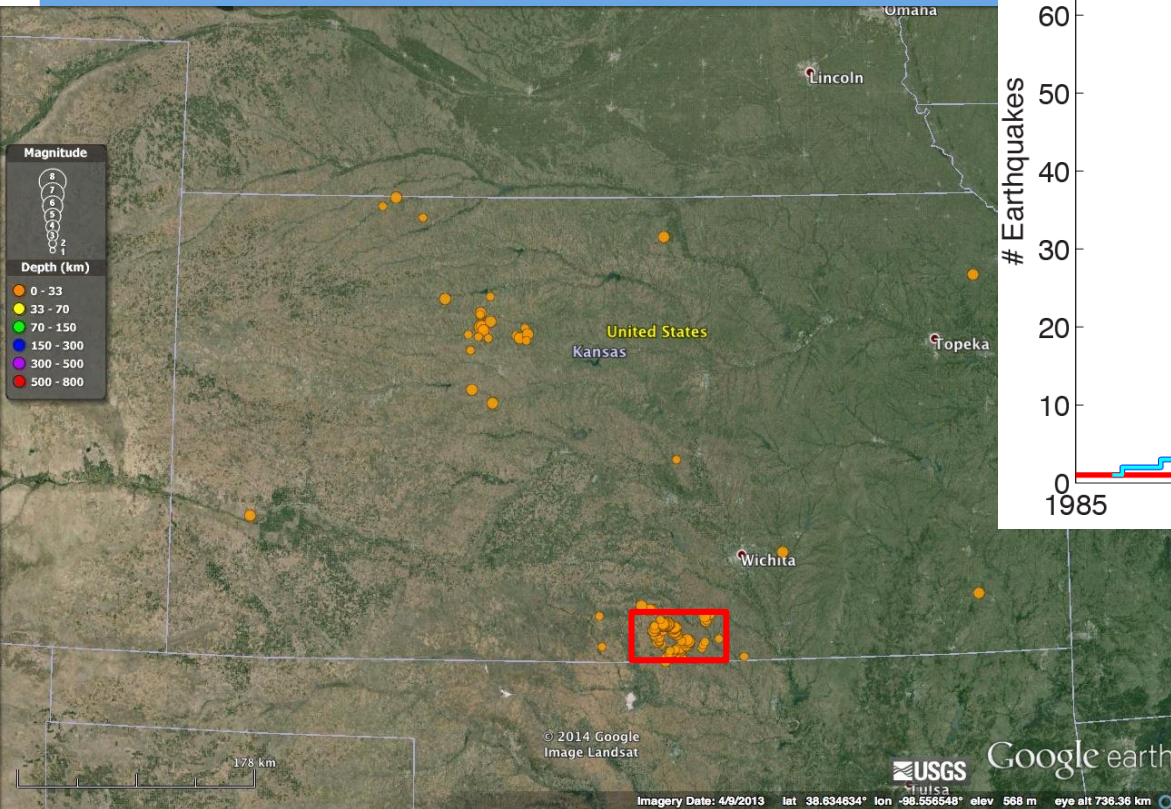 Omaha
Lincoln
Magnitude
8
7
6
5
4
3
2
1
Depth (km)
0 - 33
33 - 70
70 - 150
150 - 300
300 - 500
500 - 800
United States
Kansas
Topeka
Wichita
© 2014 Google
Image Landsat
178 km
USGS
Google earth
Tulsa
Imagery Date: 4/9/2013 lat 38.634634° lon -98.556548° elev 568 m eye alt 736.36 km
# Earthquakes
60
50
40
30
20
10
0
1985